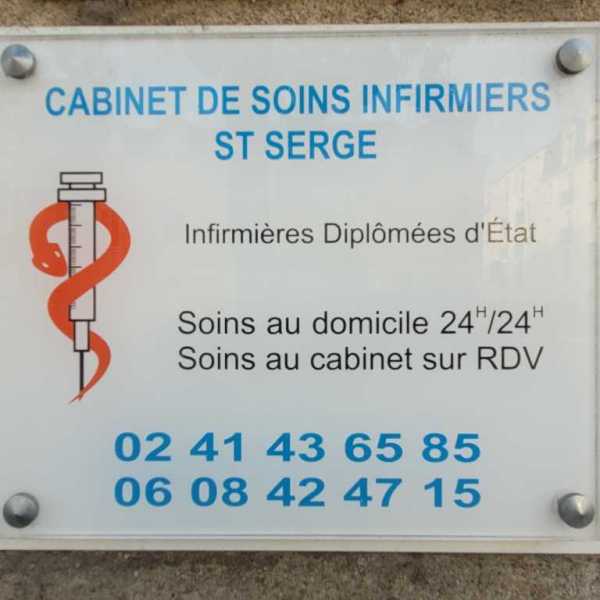 CABINET DE SOINS INFIRMIERS
ST SERGE
Infirmières Diplômées d'État
Soins au domicile 24H/24H
Soins au cabinet sur RDV
02 41 43 65 85
06 08 42 47 15